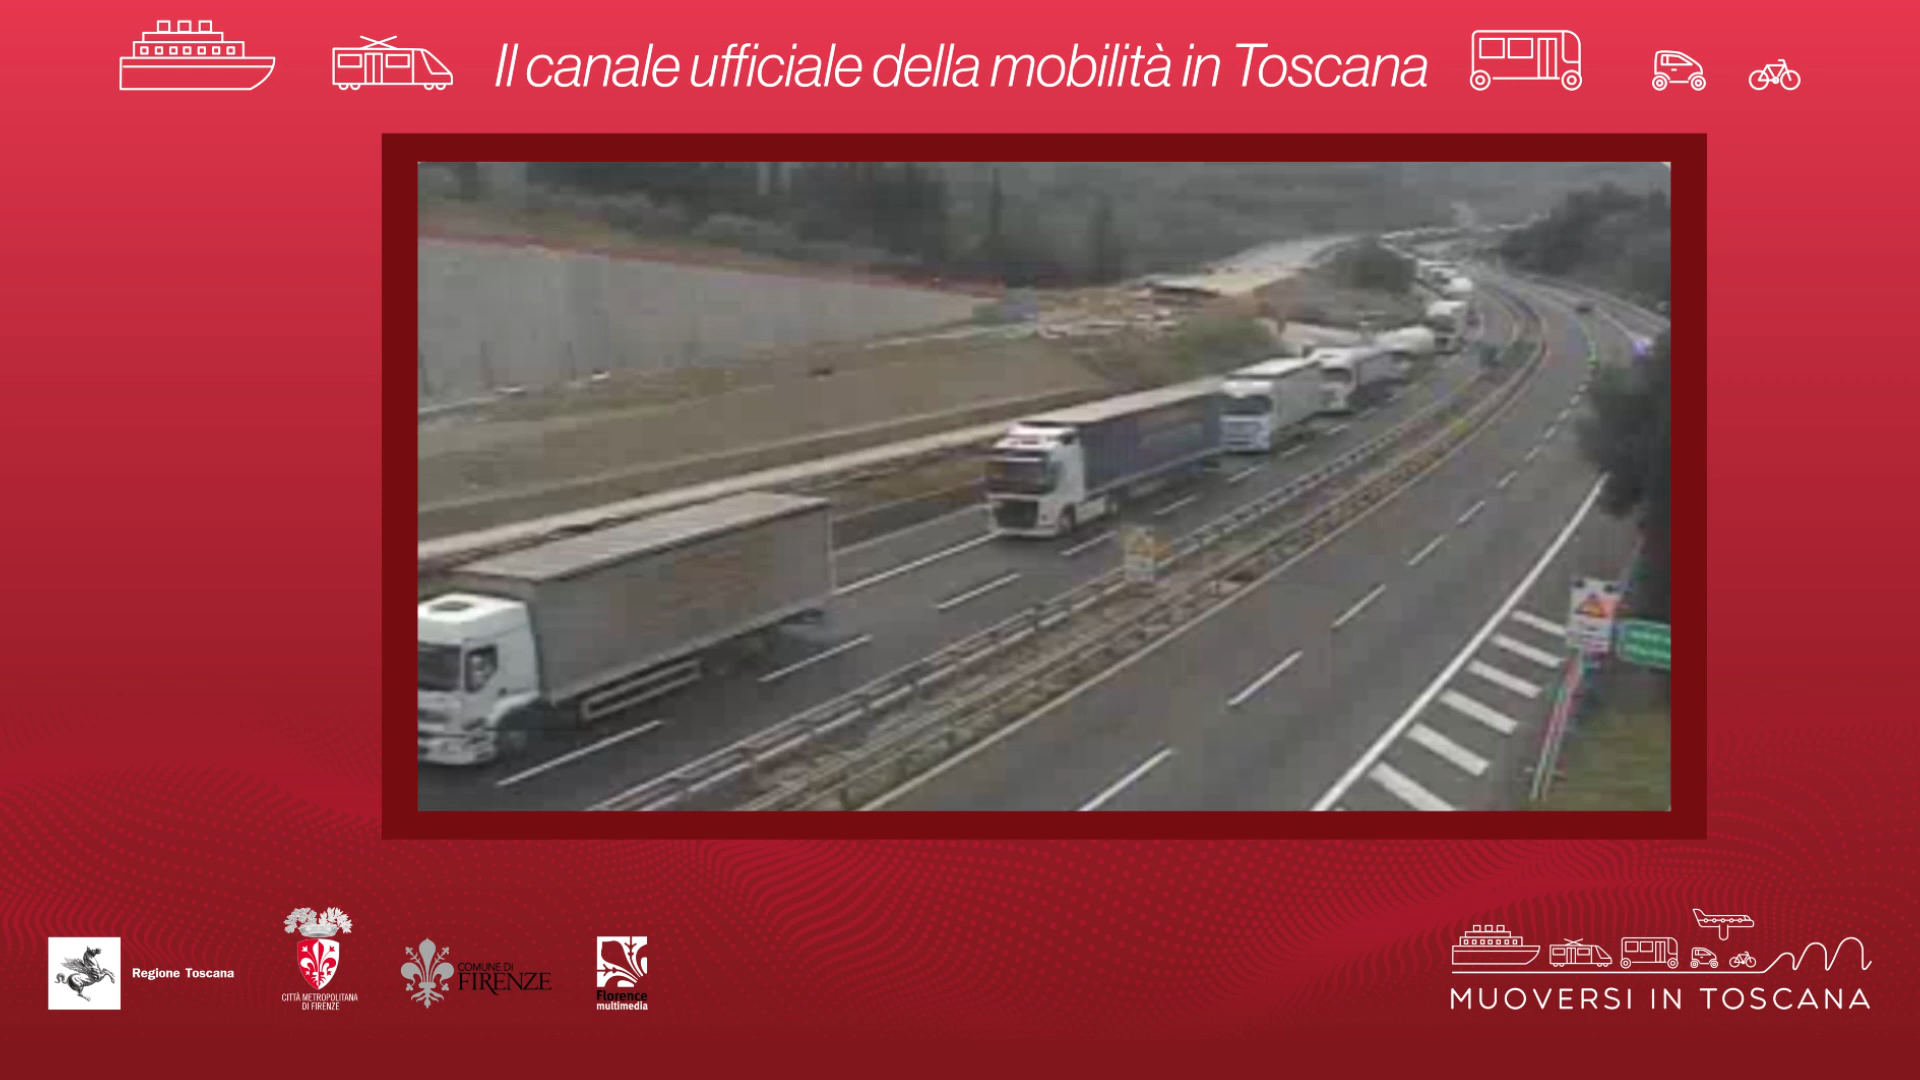 Il canale ufficiale della mobilità in Toscana
Regione Toscana
CITTÀ METROPOLITANA
DI FIRENZE
COMUNE DI
FIRENZE
Florence
multimedia
MUOVERSI IN TOSCANA